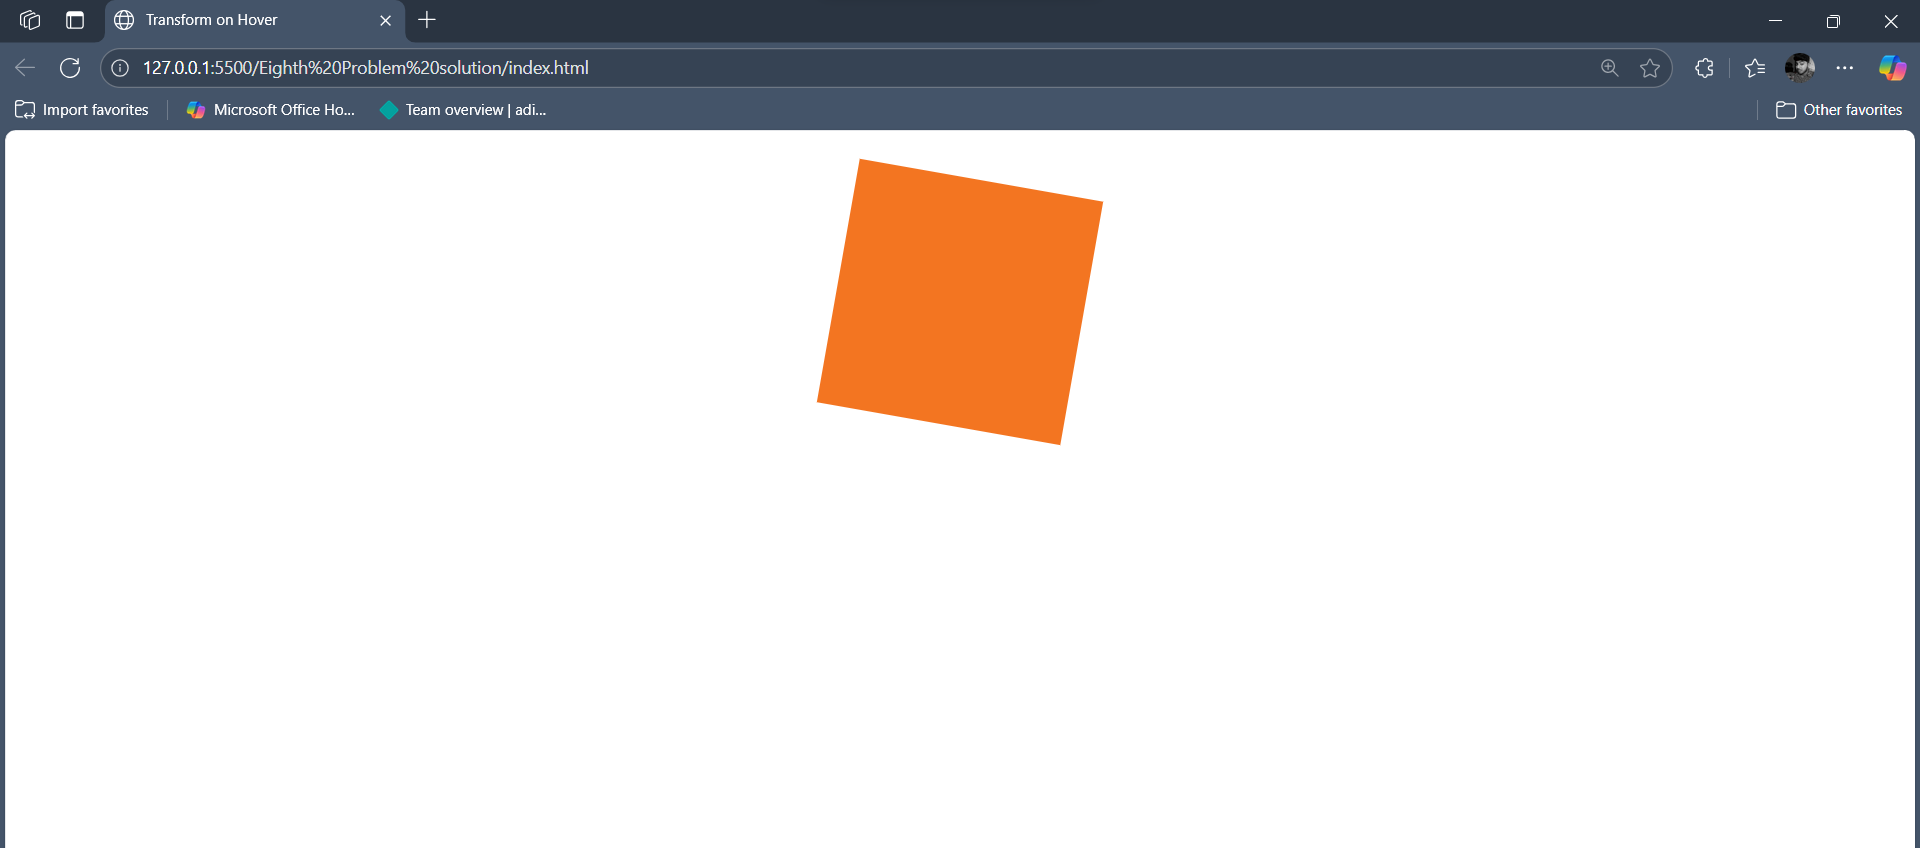 Transform on Hover
127.0.0.1:5500/Eighth%20Problem%20solution/index.html
Import favorites
Microsoft Office Ho...
Team overview | adi...
Other favorites